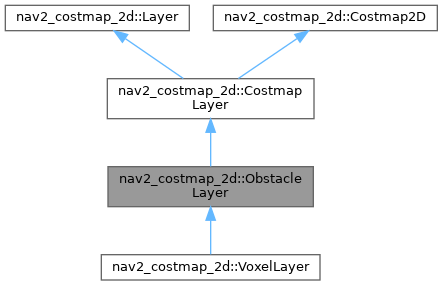 nav2_costmap_2d::Layer
nav2_costmap_2d::Costmap2D
nav2_costmap_2d::Costmap
Layer
nav2_costmap_2d::Obstacle
Layer
nav2_costmap_2d::VoxelLayer